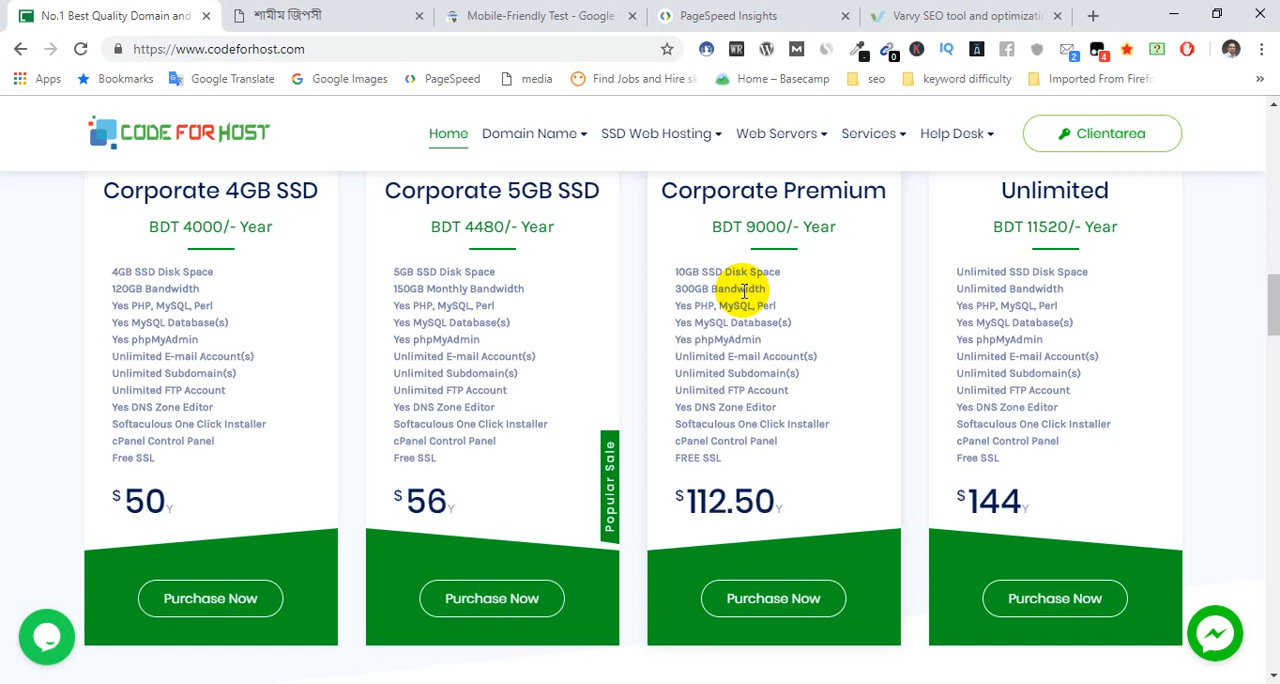 No.1 Best Quality Domain and
শামীম জিপসী
Mobile-Friendly Test - Google
PageSpeed Insights
Varvy SEO tool and optimizati
https://www.codeforhost.com
Apps
Bookmarks
Google Translate
Google Images
PageSpeed
media
Find Jobs and Hire sk
Home – Basecamp
seo
keyword difficulty
Imported From Firef
CODE FOR HOST
Home
Domain Name
SSD Web Hosting
Web Servers
Services
Help Desk
Clientarea
Corporate 4GB SSD
BDT 4000/- Year
4GB SSD Disk Space
120GB Bandwidth
Yes PHP, MySQL, Perl
Yes MySQL Database(s)
Yes phpMyAdmin
Unlimited E-mail Account(s)
Unlimited Subdomain(s)
Unlimited FTP Account
Yes DNS Zone Editor
Softaculous One Click Installer
cPanel Control Panel
Free SSL
$50Y
Purchase Now
Corporate 5GB SSD
BDT 4480/- Year
5GB SSD Disk Space
150GB Monthly Bandwidth
Yes PHP, MySQL, Perl
Yes MySQL Database(s)
Yes phpMyAdmin
Unlimited E-mail Account(s)
Unlimited Subdomain(s)
Unlimited FTP Account
Yes DNS Zone Editor
Softaculous One Click Installer
cPanel Control Panel
Free SSL
$56Y
Popular Sale
Purchase Now
Corporate Premium
BDT 9000/- Year
10GB SSD Disk Space
300GB Bandwidth
Yes PHP, MySQL, Perl
Yes MySQL Database(s)
Yes phpMyAdmin
Unlimited E-mail Account(s)
Unlimited Subdomain(s)
Unlimited FTP Account
Yes DNS Zone Editor
Softaculous One Click Installer
cPanel Control Panel
FREE SSL
$112.50Y
Purchase Now
Unlimited
BDT 11520/- Year
Unlimited SSD Disk Space
Unlimited Bandwidth
Yes PHP, MySQL, Perl
Yes MySQL Database(s)
Yes phpMyAdmin
Unlimited E-mail Account(s)
Unlimited Subdomain(s)
Unlimited FTP Account
Yes DNS Zone Editor
Softaculous One Click Installer
cPanel Control Panel
Free SSL
$144Y
Purchase Now